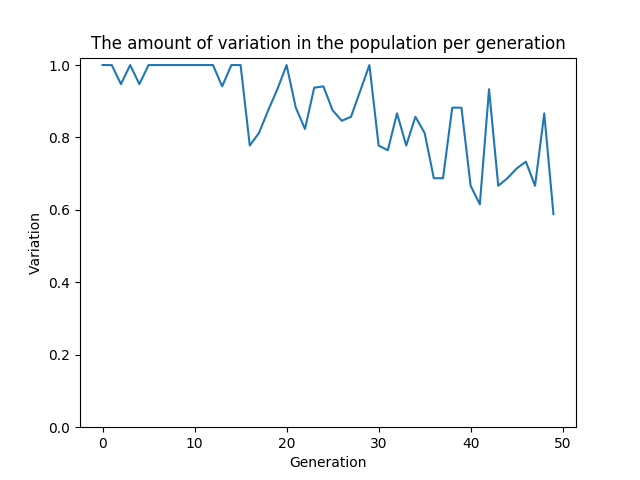 The amount of variation in the population per generation
1.0
0.8
0.6
0.4
0.2
0.0
Variation
0 10 20 30 40 50
Generation